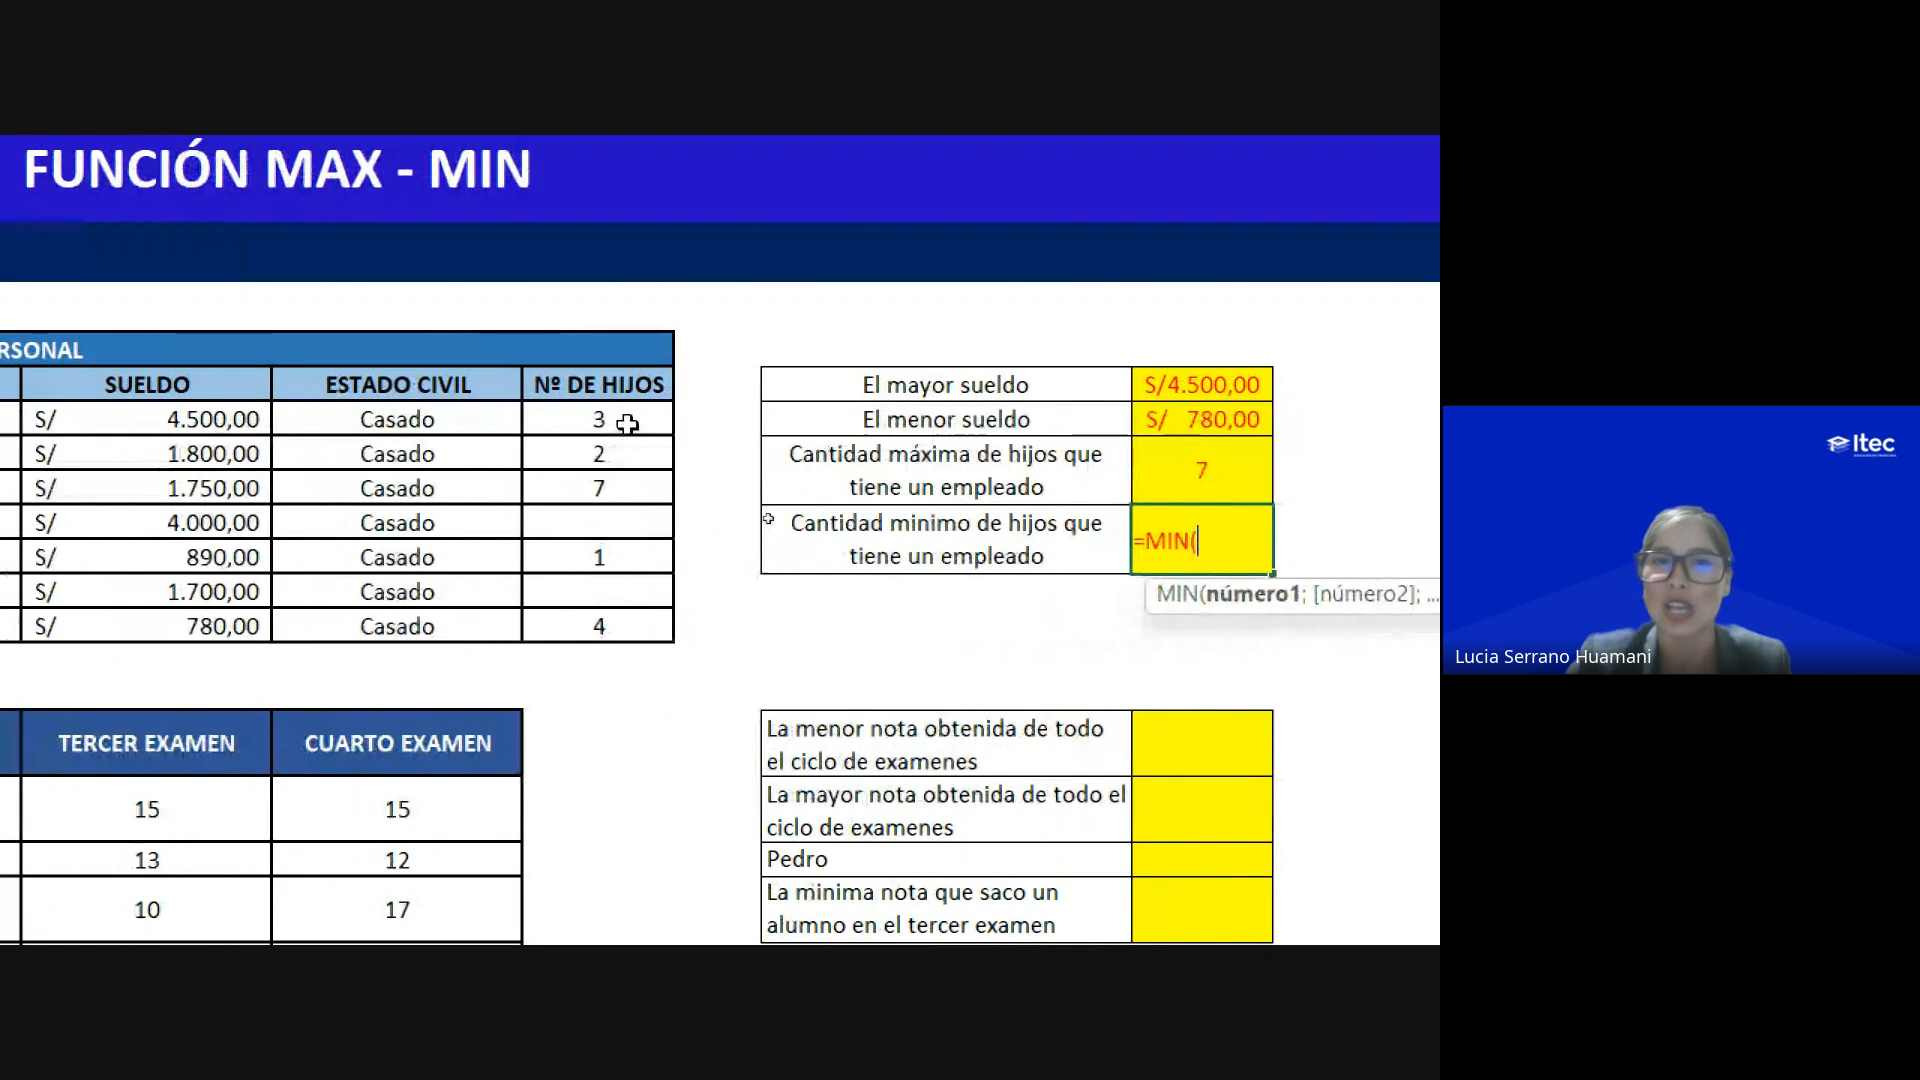 FUNCIÓN MAX - MIN
RSONAL
SUELDO ESTADO CIVIL Nº DE HIJOS
S/ 4.500,00 Casado 3
S/ 1.800,00 Casado 2
S/ 1.750,00 Casado 7
S/ 4.000,00 Casado
S/ 890,00 Casado 1
S/ 1.700,00 Casado
S/ 780,00 Casado 4
El mayor sueldo S/4.500,00
El menor sueldo S/ 780,00
Cantidad máxima de hijos que
tiene un empleado
7
Cantidad minimo de hijos que
tiene un empleado
=MIN(
MIN(número1; [número2]; ...
TERCER EXAMEN CUARTO EXAMEN
15 15
13 12
10 17
La menor nota obtenida de todo
el ciclo de examenes
La mayor nota obtenida de todo el
ciclo de examenes
Pedro
La minima nota que saco un
alumno en el tercer examen
Itec
Lucia Serrano Huamani